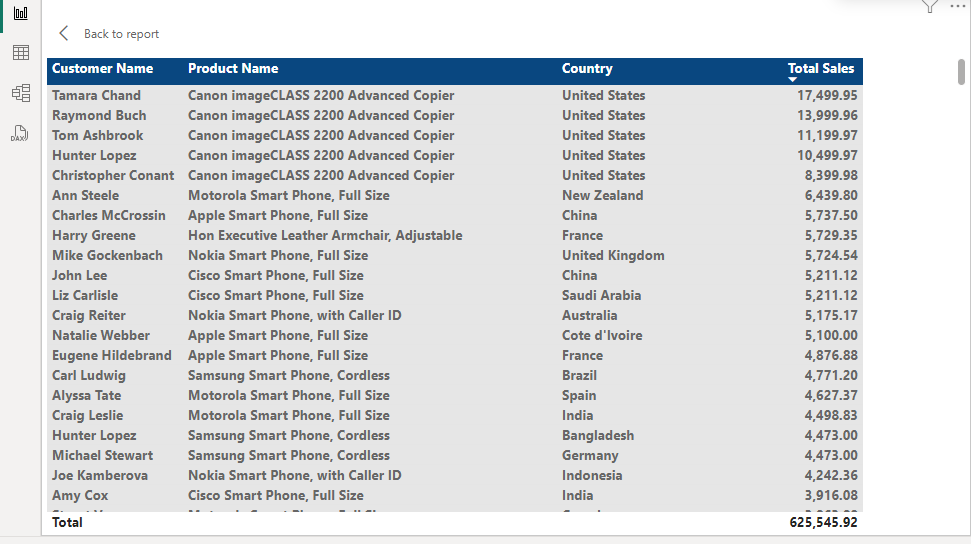 Back to report
Customer Name Product Name Country Total Sales
Tamara Chand Canon imageCLASS 2200 Advanced Copier United States 17,499.95
Raymond Buch Canon imageCLASS 2200 Advanced Copier United States 13,999.96
Tom Ashbrook Canon imageCLASS 2200 Advanced Copier United States 11,199.97
Hunter Lopez Canon imageCLASS 2200 Advanced Copier United States 10,499.97
Christopher Conant Canon imageCLASS 2200 Advanced Copier United States 8,399.98
Ann Steele Motorola Smart Phone, Full Size New Zealand 6,439.80
Charles McCrossin Apple Smart Phone, Full Size China 5,737.50
Harry Greene Hon Executive Leather Armchair, Adjustable France 5,729.35
Mike Gockenbach Nokia Smart Phone, Full Size United Kingdom 5,724.54
John Lee Cisco Smart Phone, Full Size China 5,211.12
Liz Carlisle Cisco Smart Phone, Full Size Saudi Arabia 5,211.12
Craig Reiter Nokia Smart Phone, with Caller ID Australia 5,175.17
Natalie Webber Apple Smart Phone, Full Size Cote d'Ivoire 5,100.00
Eugene Hildebrand Apple Smart Phone, Full Size France 4,876.88
Carl Ludwig Samsung Smart Phone, Cordless Brazil 4,771.20
Alyssa Tate Motorola Smart Phone, Full Size Spain 4,627.37
Craig Leslie Motorola Smart Phone, Full Size India 4,498.83
Hunter Lopez Samsung Smart Phone, Cordless Bangladesh 4,473.00
Michael Stewart Samsung Smart Phone, Cordless Germany 4,473.00
Joe Kamberova Nokia Smart Phone, with Caller ID Indonesia 4,242.36
Amy Cox Cisco Smart Phone, Full Size India 3,916.08
Total 625,545.92
DAX